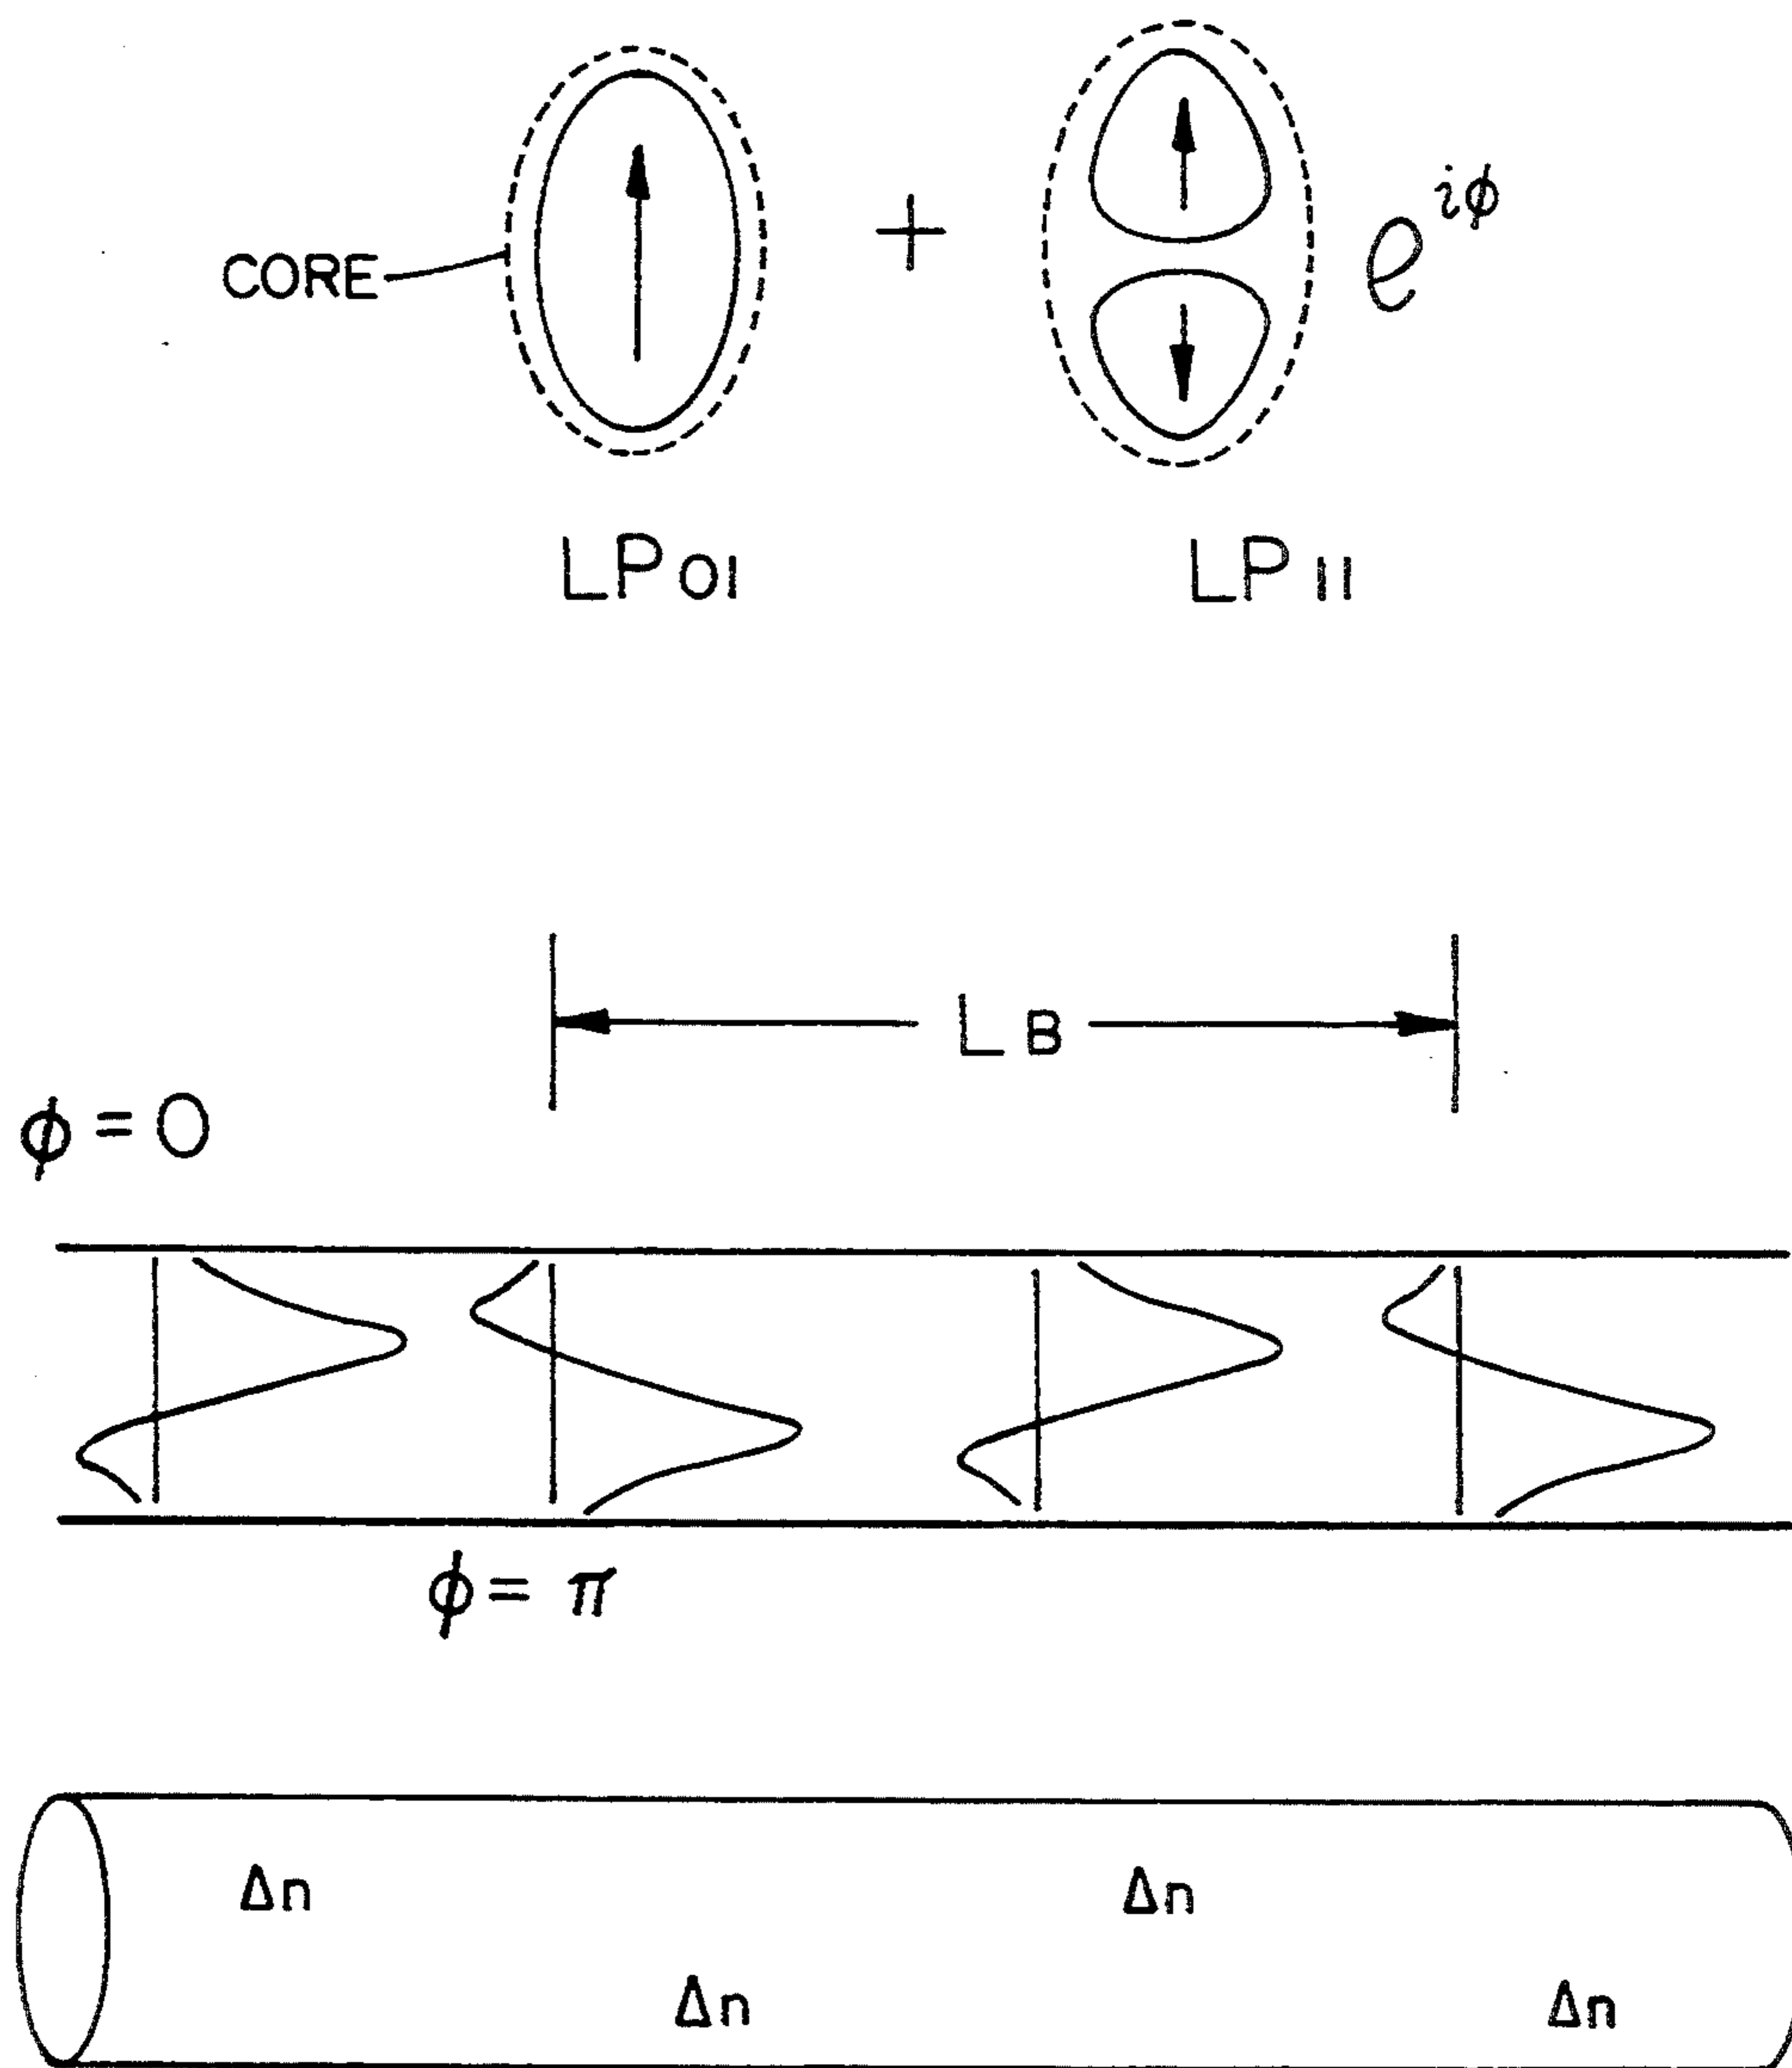 CORE
+
e^{iϕ}
LP01
LP11
LB
ϕ = 0
ϕ = π
Δn Δn
Δn Δn